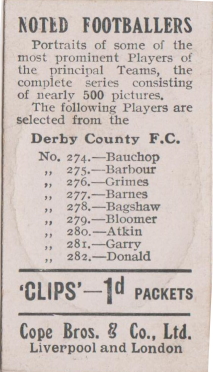 NOTED FOOTBALLERS
Portraits of some of the
most prominent Players of
the principal Teams, the
complete series consisting
of nearly 500 pictures.
The following Players are
selected from the
Derby County F.C.
No. 274.—Bauchop
„ 275.—Barbour
„ 276.—Grimes
„ 277.—Barnes
„ 278.—Bagshaw
„ 279.—Bloomer
„ 280.—Atkin
„ 281.—Garry
„ 282.—Donald
'CLIPS'—1d PACKETS
Cope Bros. & Co., Ltd.
Liverpool and London